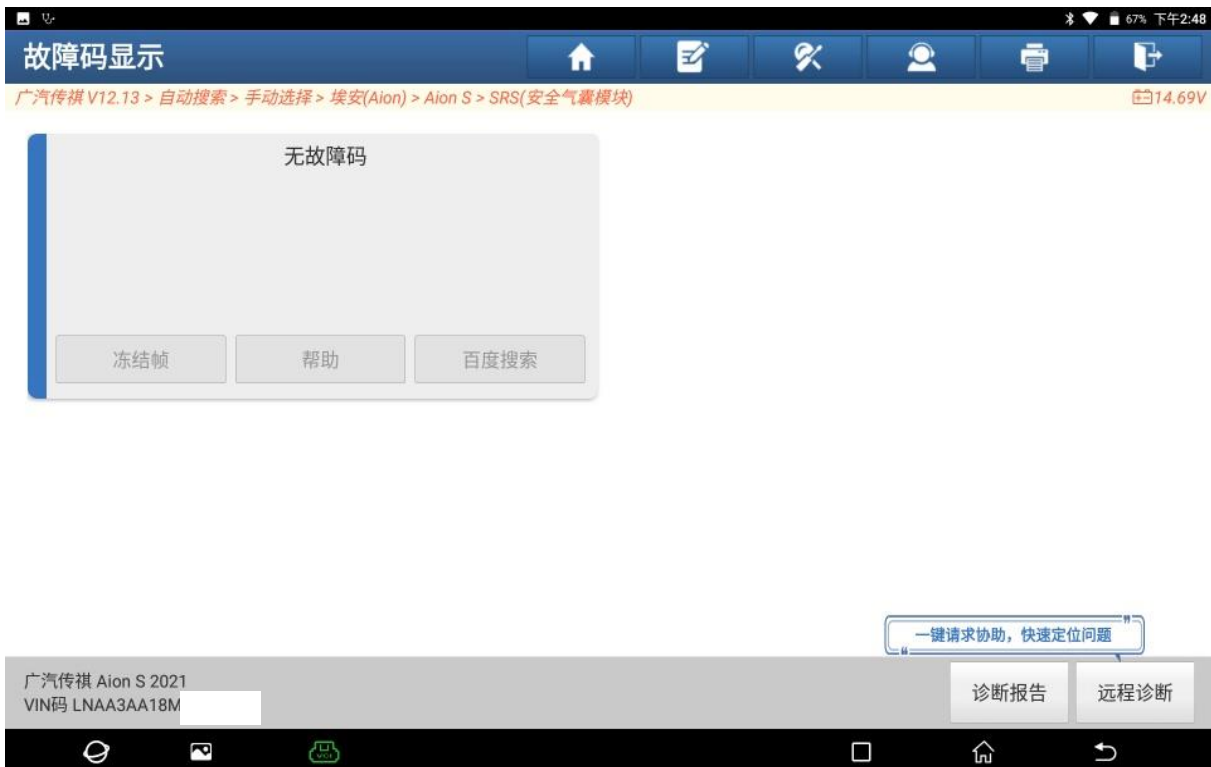 67% 下午2:48
故障码显示
广汽传祺 V12.13 > 自动搜索 > 手动选择 > 埃安(Aion) > Aion S > SRS(安全气囊模块)
14.69V
无故障码
冻结帧 帮助 百度搜索
一键请求协助，快速定位问题
广汽传祺 Aion S 2021
VIN码 LNAA3AA18M
诊断报告 远程诊断
VCI